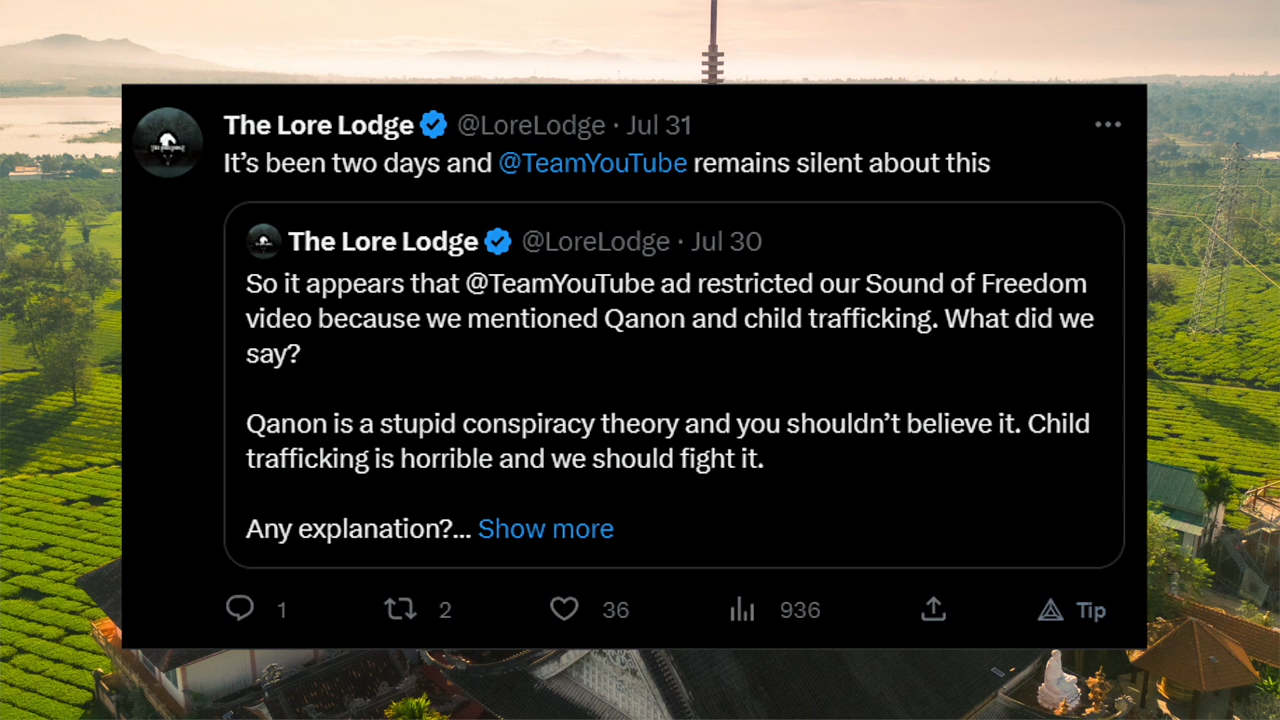 The Lore Lodge @LoreLodge · Jul 31
It's been two days and @TeamYouTube remains silent about this
The Lore Lodge @LoreLodge · Jul 30
So it appears that @TeamYouTube ad restricted our Sound of Freedom
video because we mentioned Qanon and child trafficking. What did we
say?
Qanon is a stupid conspiracy theory and you shouldn't believe it. Child
trafficking is horrible and we should fight it.
Any explanation?... Show more
1 2 36 936 Tip